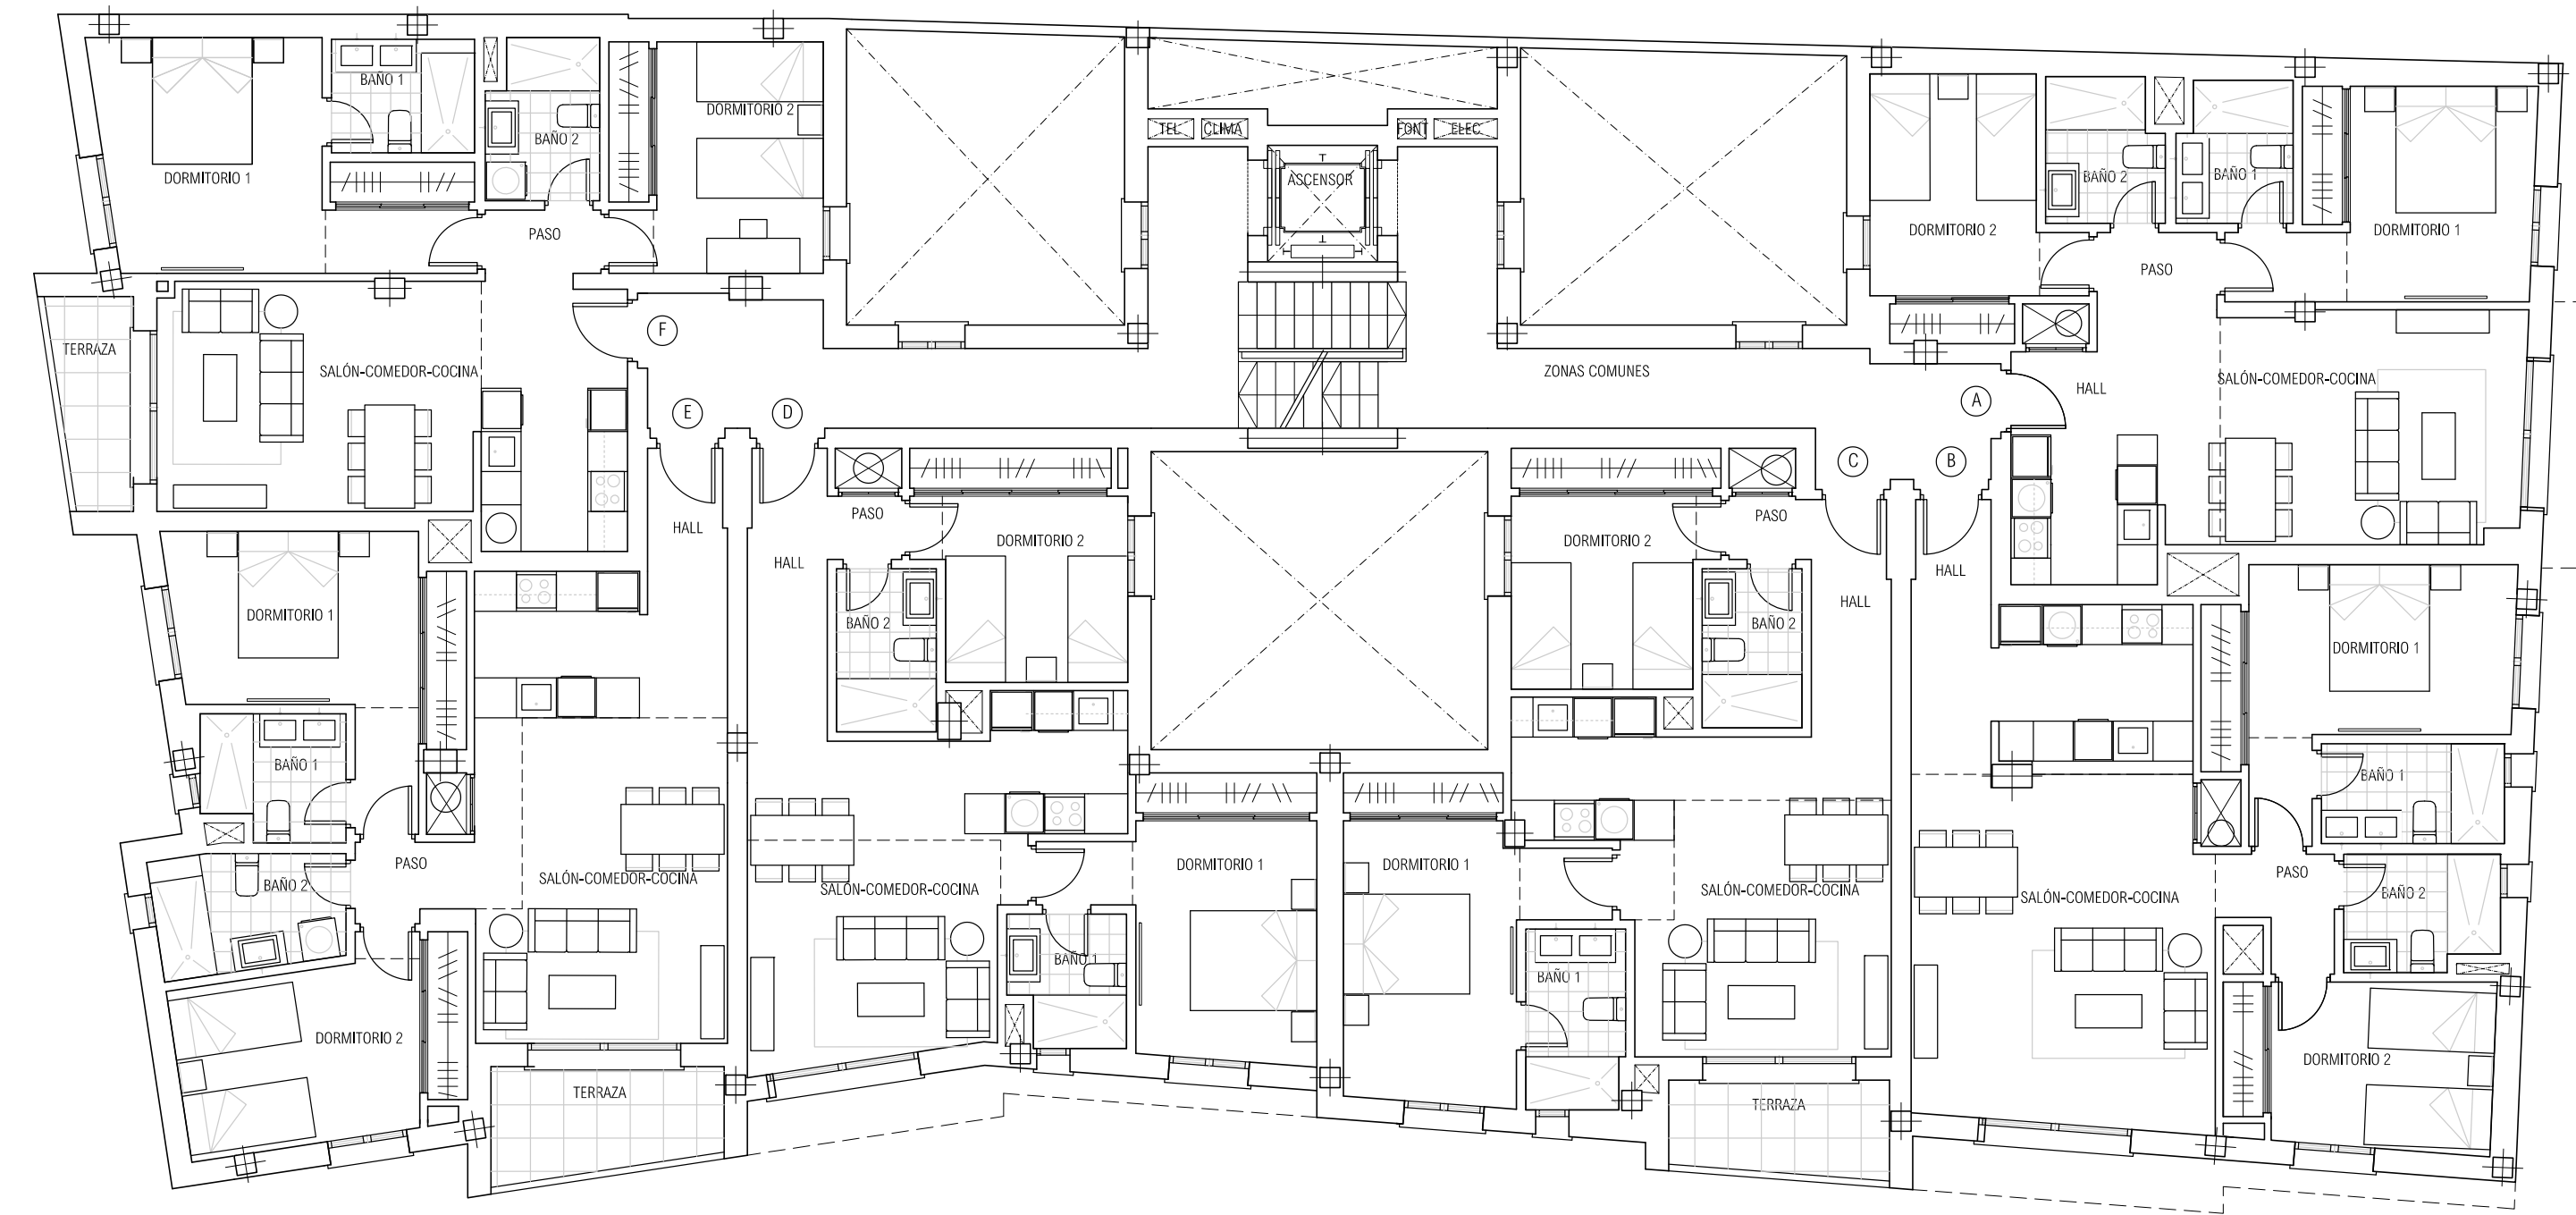 BAÑO 1
DORMITORIO 1
BAÑO 2
DORMITORIO 2
PASO
TEL
CLIMA
FONT
ELEC
ASCENSOR
DORMITORIO 2
BAÑO 2
BAÑO 1
DORMITORIO 1
PASO
TERRAZA
SALÓN-COMEDOR-COCINA
F
E
D
ZONAS COMUNES
A
HALL
SALÓN-COMEDOR-COCINA
C
B
HALL
HALL
PASO
DORMITORIO 2
DORMITORIO 2
PASO
HALL
HALL
DORMITORIO 1
BAÑO 2
BAÑO 2
DORMITORIO 1
BAÑO 1
BAÑO 1
PASO
BAÑO 2
SALÓN-COMEDOR-COCINA
SALÓN-COMEDOR-COCINA
DORMITORIO 1
DORMITORIO 1
SALÓN-COMEDOR-COCINA
SALÓN-COMEDOR-COCINA
PASO
BAÑO 2
BAÑO 1
BAÑO 1
DORMITORIO 2
DORMITORIO 2
TERRAZA
TERRAZA